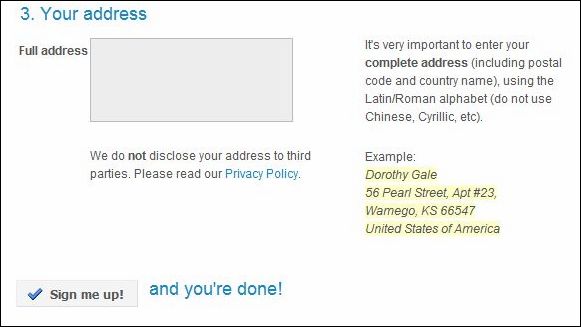 3. Your address
Full address
It's very important to enter your
complete address (including postal
code and country name), using the
Latin/Roman alphabet (do not use
Chinese, Cyrillic, etc).
We do not disclose your address to third
parties. Please read our Privacy Policy.
Example:
Dorothy Gale
56 Pearl Street, Apt #23,
Wamego, KS 66547
United States of America
Sign me up!
and you're done!